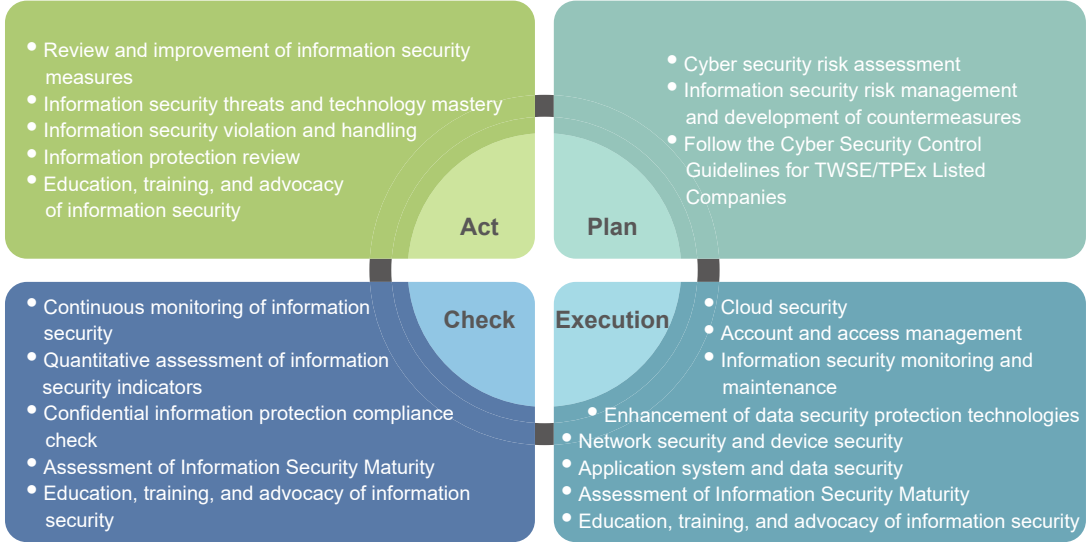 • Review and improvement of information security
measures
• Information security threats and technology mastery
• Information security violation and handling
• Information protection review
• Education, training, and advocacy
of information security
Act
• Cyber security risk assessment
• Information security risk management
and development of countermeasures
• Follow the Cyber Security Control
Guidelines for TWSE/TPEx Listed
Companies
Plan
• Continuous monitoring of information
security
• Quantitative assessment of information
security indicators
• Confidential information protection compliance
check
• Assessment of Information Security Maturity
• Education, training, and advocacy of information
security
Check
Execution
• Cloud security
• Account and access management
• Information security monitoring and
maintenance
• Enhancement of data security protection technologies
• Network security and device security
• Application system and data security
• Assessment of Information Security Maturity
• Education, training, and advocacy of information security